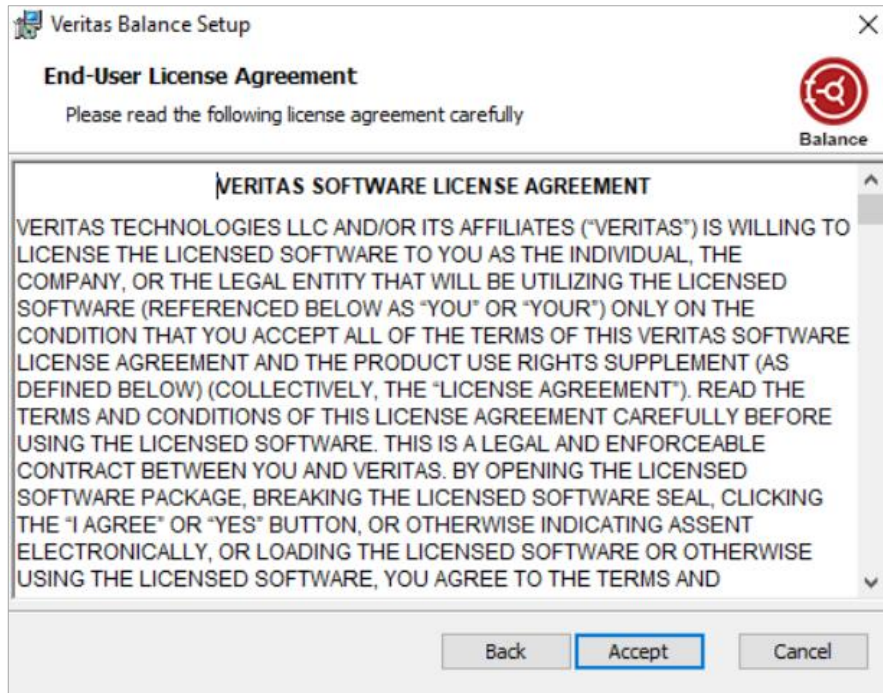 Veritas Balance Setup
End-User License Agreement
Please read the following license agreement carefully
Balance
VERITAS SOFTWARE LICENSE AGREEMENT
VERITAS TECHNOLOGIES LLC AND/OR ITS AFFILIATES (“VERITAS”) IS WILLING TO
LICENSE THE LICENSED SOFTWARE TO YOU AS THE INDIVIDUAL, THE
COMPANY, OR THE LEGAL ENTITY THAT WILL BE UTILIZING THE LICENSED
SOFTWARE (REFERENCED BELOW AS “YOU” OR “YOUR”) ONLY ON THE
CONDITION THAT YOU ACCEPT ALL OF THE TERMS OF THIS VERITAS SOFTWARE
LICENSE AGREEMENT AND THE PRODUCT USE RIGHTS SUPPLEMENT (AS
DEFINED BELOW) (COLLECTIVELY, THE “LICENSE AGREEMENT”). READ THE
TERMS AND CONDITIONS OF THIS LICENSE AGREEMENT CAREFULLY BEFORE
USING THE LICENSED SOFTWARE. THIS IS A LEGAL AND ENFORCEABLE
CONTRACT BETWEEN YOU AND VERITAS. BY OPENING THE LICENSED
SOFTWARE PACKAGE, BREAKING THE LICENSED SOFTWARE SEAL, CLICKING
THE “I AGREE” OR “YES” BUTTON, OR OTHERWISE INDICATING ASSENT
ELECTRONICALLY, OR LOADING THE LICENSED SOFTWARE OR OTHERWISE
USING THE LICENSED SOFTWARE, YOU AGREE TO THE TERMS AND
Back Accept Cancel